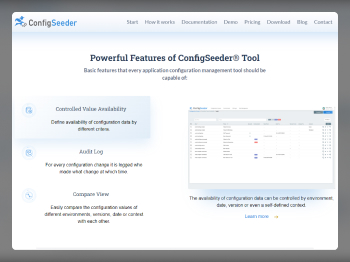 ConfigSeeder
Start How it works Documentation Demo Pricing Download Blog Contact
Powerful Features of ConfigSeeder® Tool
Basic features that every application configuration management tool should be
capable of:
Controlled Value Availability
Define availability of configuration data by
different criteria.
Audit Log
For every configuration change it is logged who
made what change at which time
Compare View
Easily compare the configuration values of
different environments, versions, date or context
with each other.
The availability of configuration data can be controlled by environment,
date, version or even a self-defined context.
Learn more →